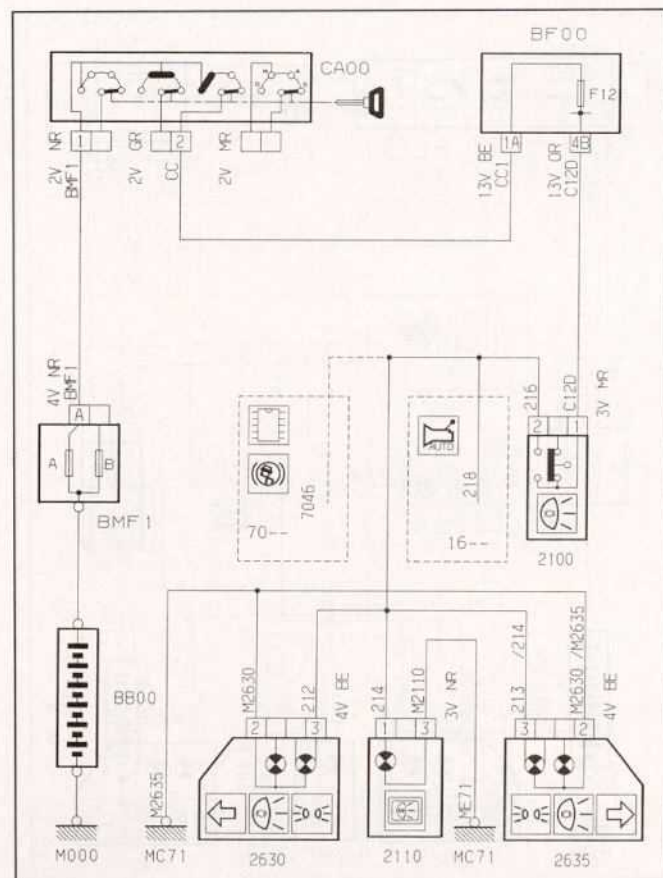 BF00
CA00
F12
1 2
1A 4B
2V NR
BMF1
2V GR
CC
2V MR
13V BE
CC1
13V OR
C12D
4V NR
BMF1
A
A B
BMF1
216
C12D
3V MR
2 1
AUTO
7046
218
70--
16--
2100
BB00
M2630
212
4V BE
214
M2110
3V NR
213
/214
M2630 /M2635
4V BE
2 3
1 3
3 2
M2635
ME71
M000
MC71
2630
2110
MC71
2635